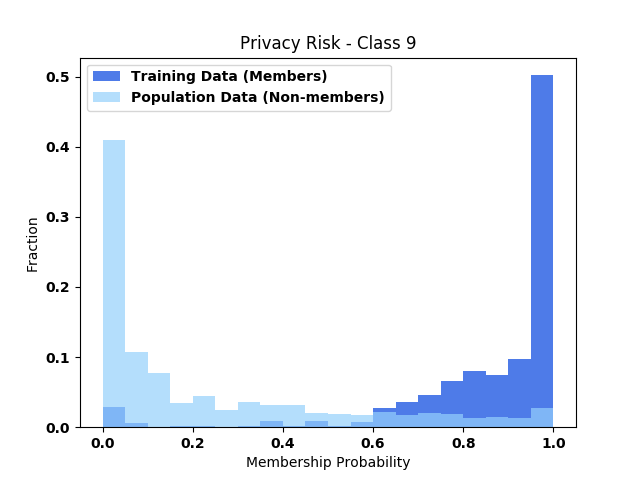 Privacy Risk - Class 9
Training Data (Members)
Population Data (Non-members)
Fraction
0.5
0.4
0.3
0.2
0.1
0.0
0.0 0.2 0.4 0.6 0.8 1.0
Membership Probability